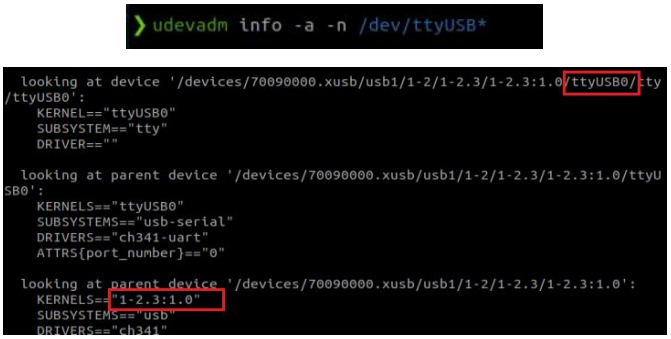 ❯ udevadm info -a -n /dev/ttyUSB*
looking at device '/devices/70090000.xusb/usb1/1-2/1-2.3/1-2.3:1.0/ttyUSB0/tty
/ttyUSB0':
KERNEL=="ttyUSB0"
SUBSYSTEM=="tty"
DRIVER==""
looking at parent device '/devices/70090000.xusb/usb1/1-2/1-2.3/1-2.3:1.0/ttyU
SB0':
KERNELS=="ttyUSB0"
SUBSYSTEMS=="usb-serial"
DRIVERS=="ch341-uart"
ATTRS{port_number}=="0"
looking at parent device '/devices/70090000.xusb/usb1/1-2/1-2.3/1-2.3:1.0':
KERNELS=="1-2.3:1.0"
SUBSYSTEMS=="usb"
DRIVERS=="ch341"